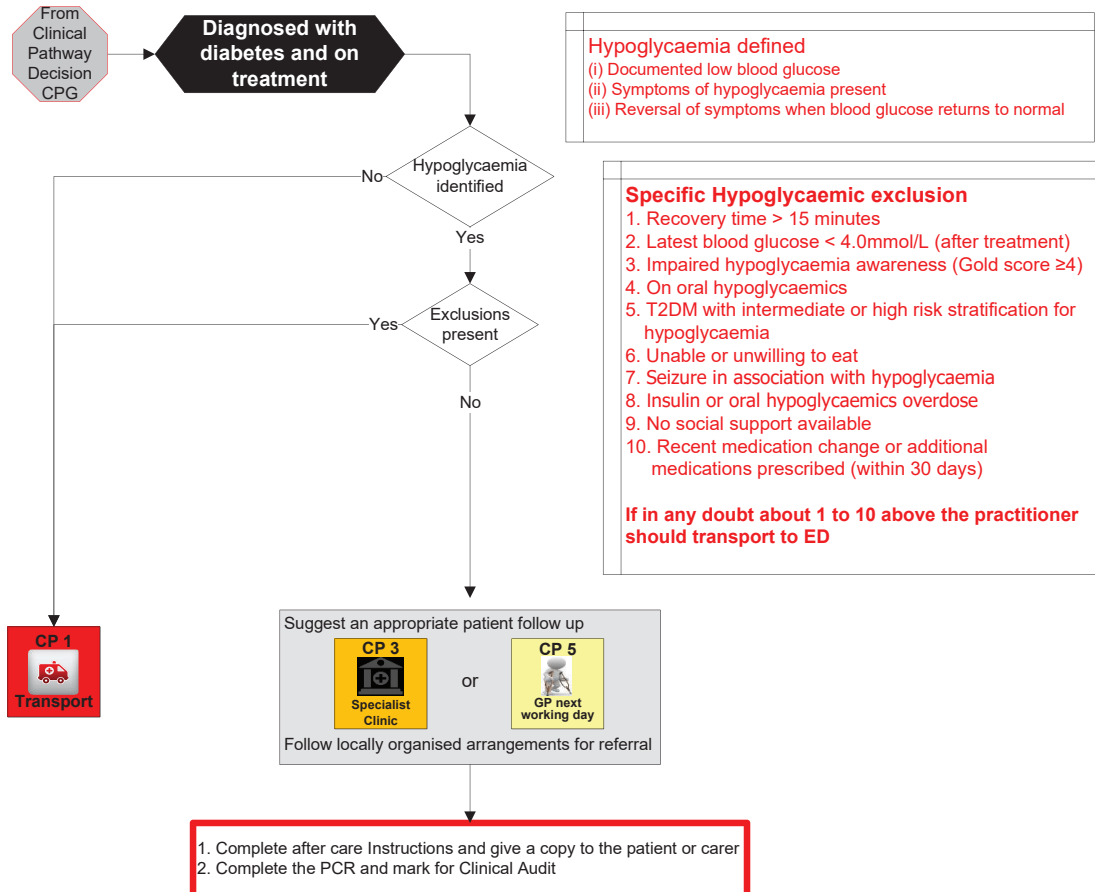 From
Clinical
Pathway
Decision
CPG
Diagnosed with
diabetes and on
treatment
Hypoglycaemia defined
(i) Documented low blood glucose
(ii) Symptoms of hypoglycaemia present
(iii) Reversal of symptoms when blood glucose returns to normal
Hypoglycaemia
identified
No
Yes
Specific Hypoglycaemic exclusion
1. Recovery time > 15 minutes
2. Latest blood glucose < 4.0mmol/L (after treatment)
3. Impaired hypoglycaemia awareness (Gold score ≥4)
4. On oral hypoglycaemics
5. T2DM with intermediate or high risk stratification for
hypoglycaemia
6. Unable or unwilling to eat
7. Seizure in association with hypoglycaemia
8. Insulin or oral hypoglycaemics overdose
9. No social support available
10. Recent medication change or additional
medications prescribed (within 30 days)
If in any doubt about 1 to 10 above the practitioner
should transport to ED
Exclusions
present
Yes
No
CP 1
Transport
Suggest an appropriate patient follow up
CP 3
Specialist
Clinic
or
CP 5
GP next
working day
Follow locally organised arrangements for referral
1. Complete after care Instructions and give a copy to the patient or carer
2. Complete the PCR and mark for Clinical Audit